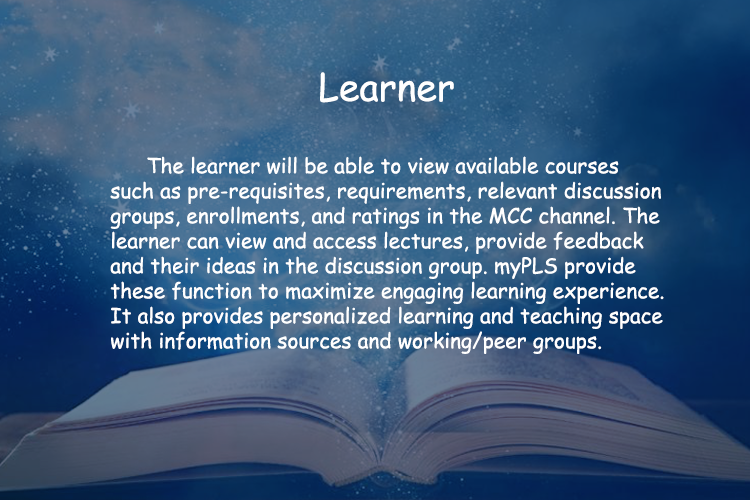 Learner
The learner will be able to view available courses
such as pre-requisites, requirements, relevant discussion
groups, enrollments, and ratings in the MCC channel. The
learner can view and access lectures, provide feedback
and their ideas in the discussion group. myPLS provide
these function to maximize engaging learning experience.
It also provides personalized learning and teaching space
with information sources and working/peer groups.